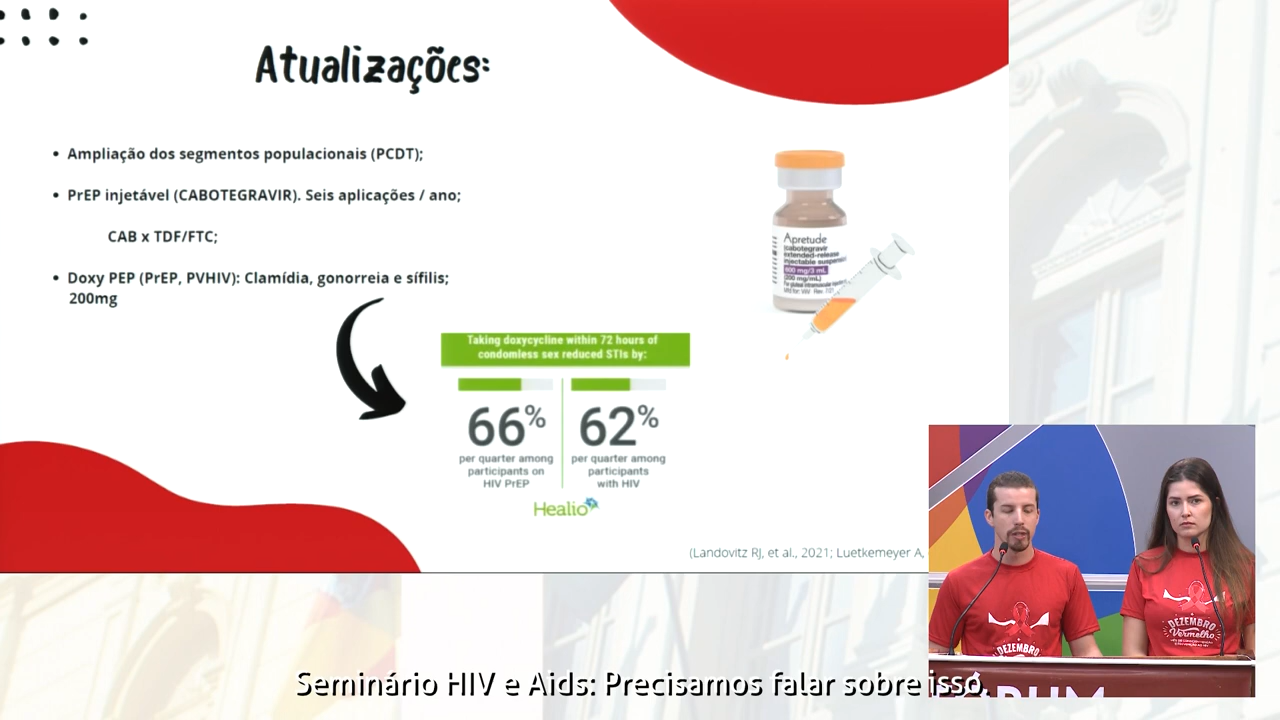 Atualizações:
• Ampliação dos segmentos populacionais (PCDT);
• PrEP injetável (CABOTEGRAVIR). Seis aplicações / ano;
CAB x TDF/FTC;
• DoxyPEP (PrEP, PVHIV): Clamídia, gonorreia e sífilis;
200mg
Apretude
(cabotegravir
extended-release
injectable suspension
600 mg/3 mL
(200 mg/mL)
Taking doxycycline within 72 hours of
condomless sex reduced STIs by:
66%
per quarter among
participants on
HIV PrEP
62%
per quarter among
participants
with HIV
Healio
(Landovitz RJ, et al., 2021; Luetkemeyer A,
DEZEMBRO
DEZEMBRO
Vermelho
FÓRUM
Seminário HIV e Aids: Precisamos falar sobre isso.